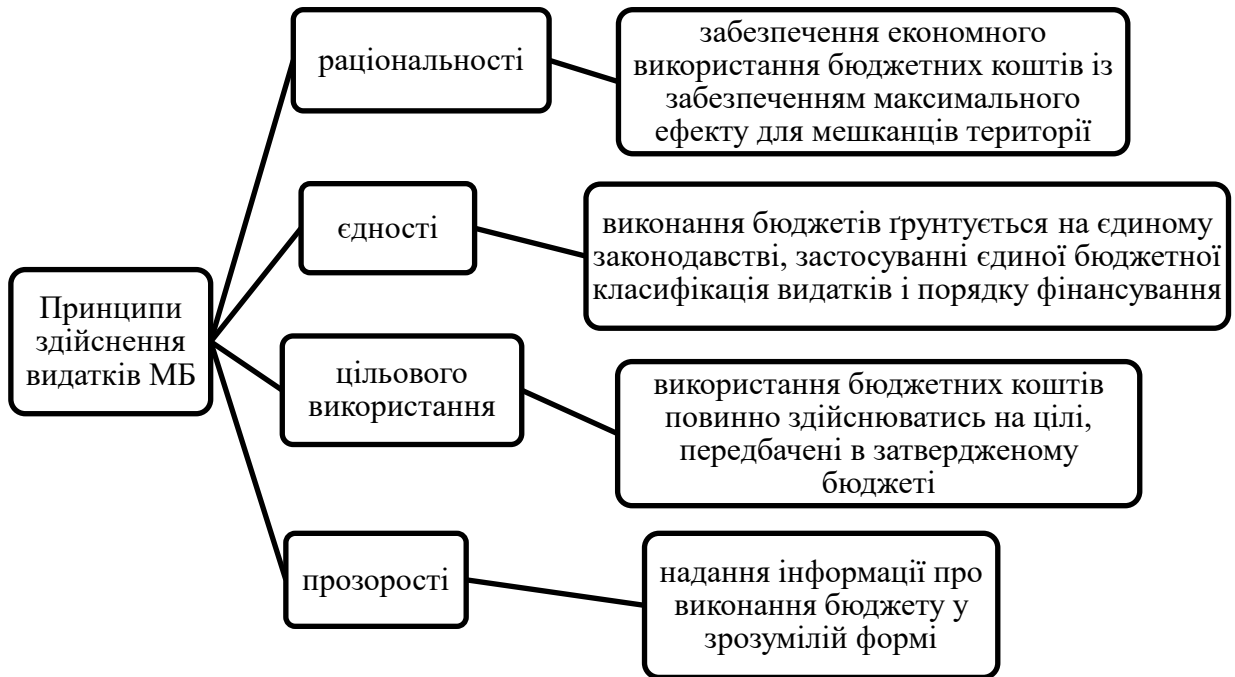 Принципи
здійснення
видатків МБ
раціональності
забезпечення економного
використання бюджетних коштів із
забезпеченням максимального
ефекту для мешканців території
єдності
виконання бюджетів ґрунтується на єдиному
законодавстві, застосуванні єдиної бюджетної
класифікація видатків і порядку фінансування
цільового
використання
використання бюджетних коштів
повинно здійснюватись на цілі,
передбачені в затвердженому
бюджеті
прозорості
надання інформації про
виконання бюджету у
зрозумілій формі